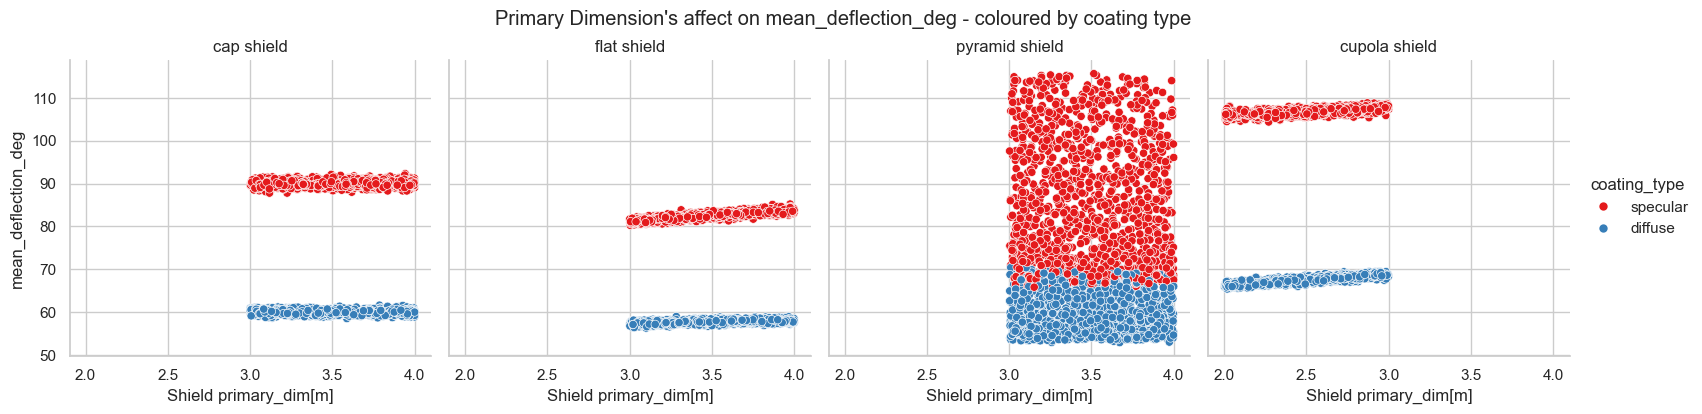 Primary Dimension's affect on mean_deflection_deg - coloured by coating type
cap shield
flat shield
pyramid shield
cupola shield
mean_deflection_deg
110
100
90
80
70
60
50
2.0 2.5 3.0 3.5 4.0
2.0 2.5 3.0 3.5 4.0
2.0 2.5 3.0 3.5 4.0
2.0 2.5 3.0 3.5 4.0
Shield primary_dim[m]
Shield primary_dim[m]
Shield primary_dim[m]
Shield primary_dim[m]
coating_type
specular
diffuse